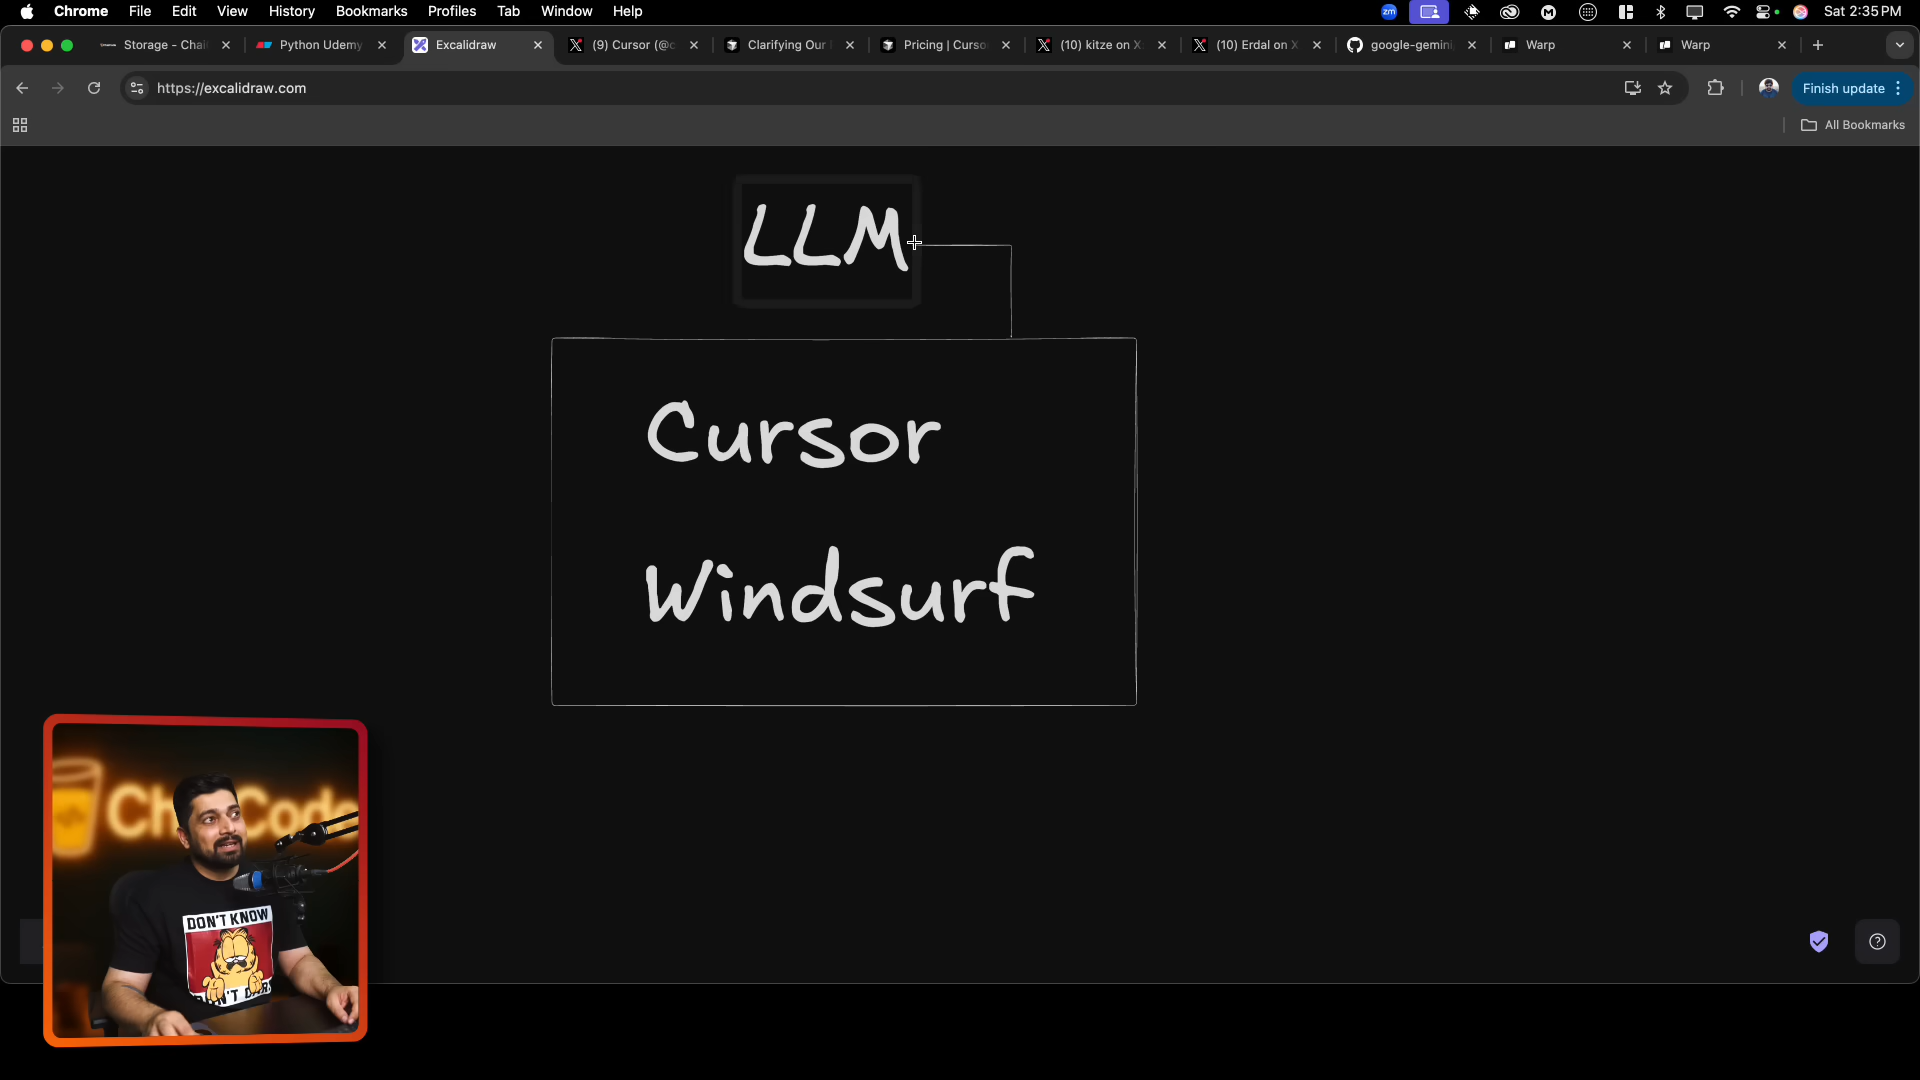 Chrome File Edit View History Bookmarks Profiles Tab Window Help zm Sat 2:35 PM
Storage - Chai Python Udemy Excalidraw (9) Cursor (@c Clarifying Our Pricing | Curso (10) kitze on X (10) Erdal on X google-gemini Warp Warp
https://excalidraw.com Finish update
All Bookmarks
LLM
Cursor
Windsurf
DON'T KNOW